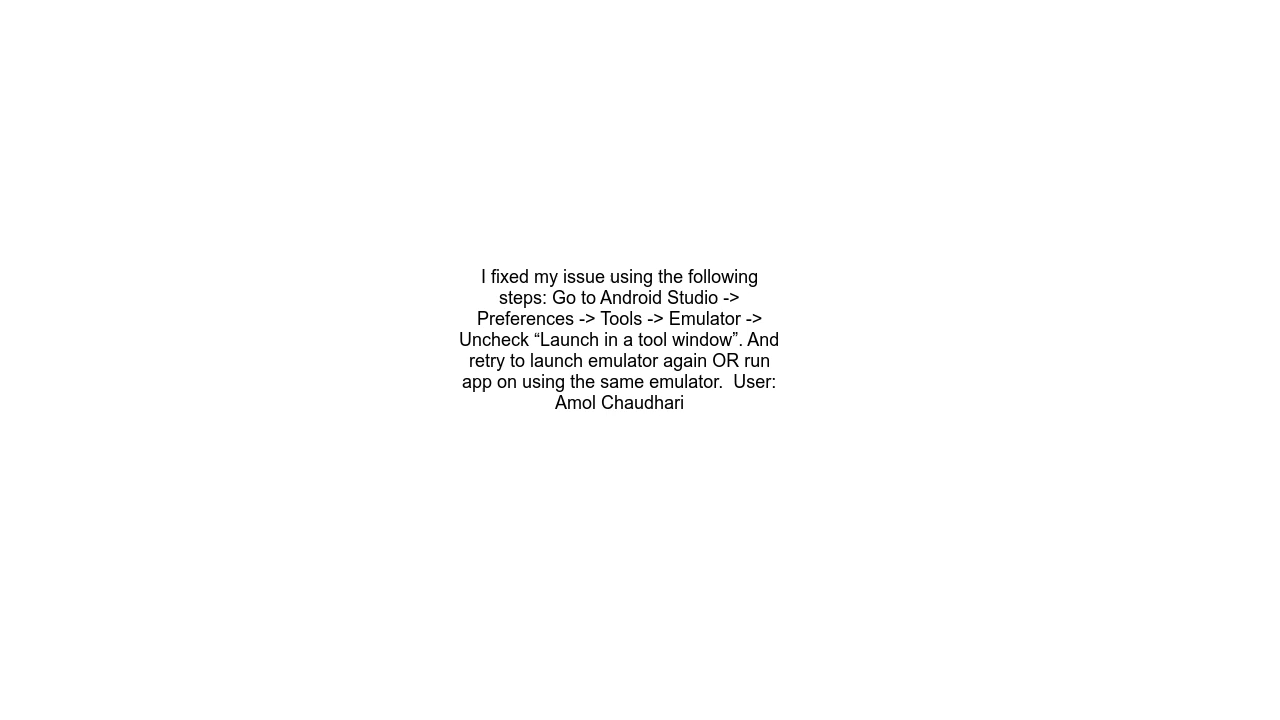 I fixed my issue using the following
steps: Go to Android Studio ->
Preferences -> Tools -> Emulator ->
Uncheck “Launch in a tool window”. And
retry to launch emulator again OR run
app on using the same emulator.  User:
Amol Chaudhari